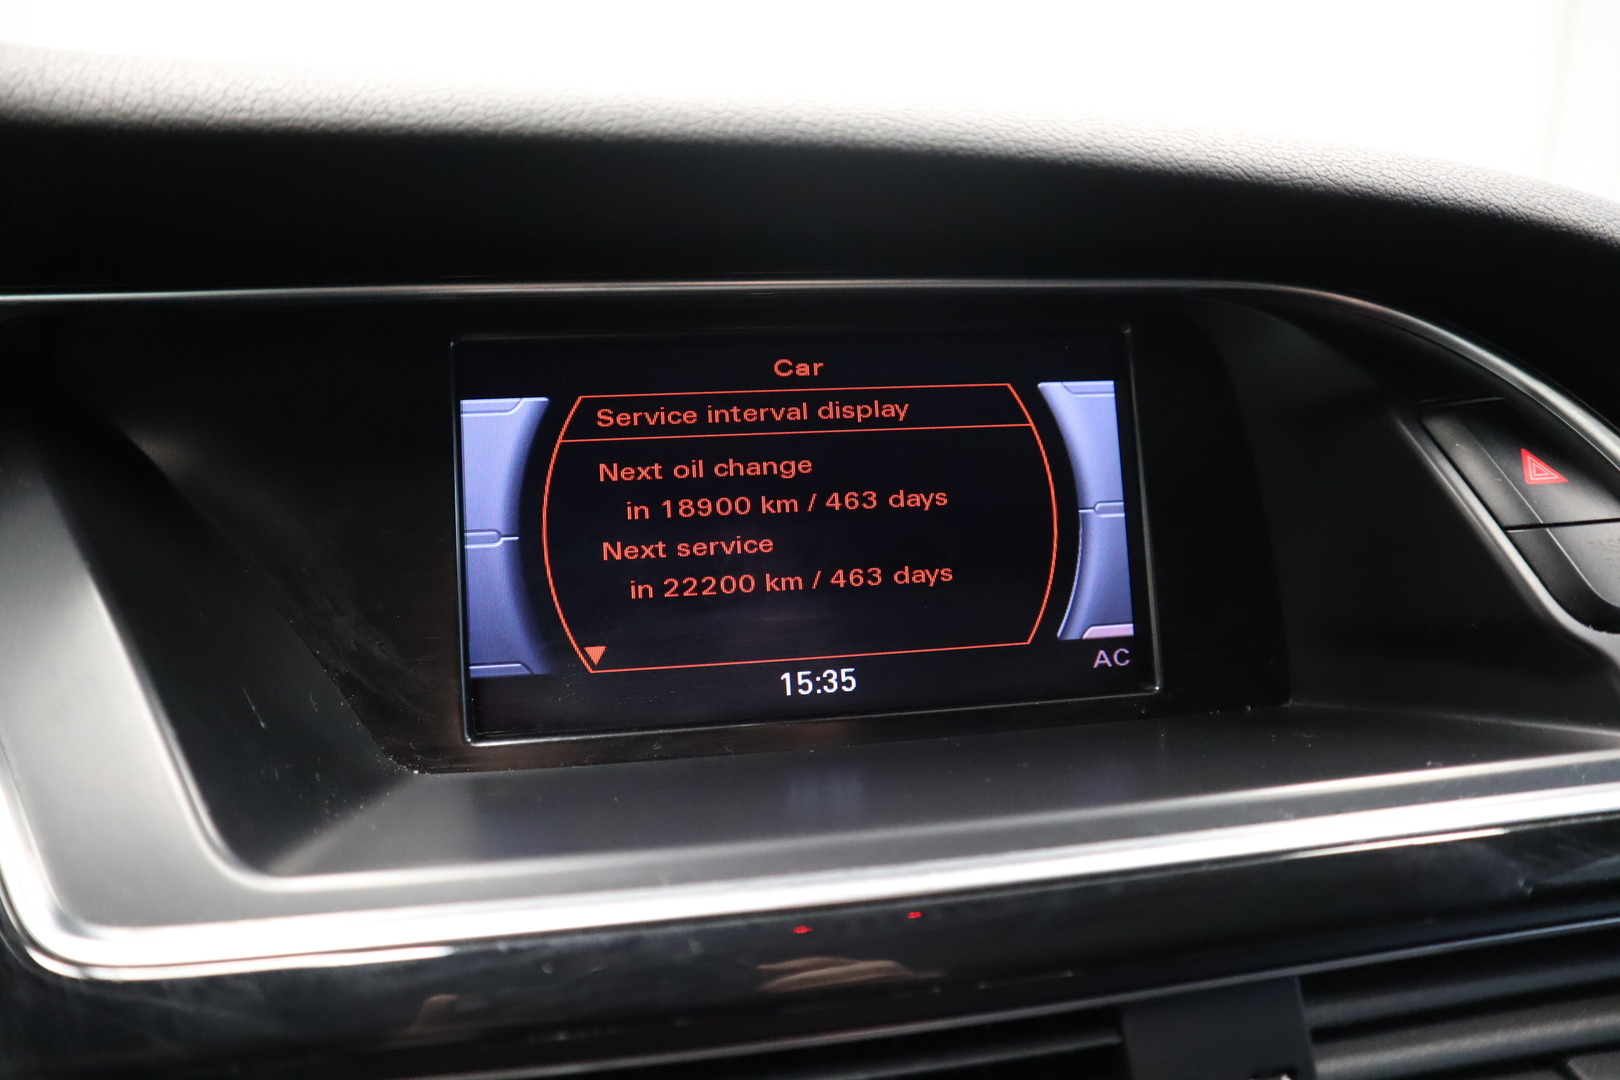 Car
Service interval display
Next oil change
in 18900 km / 463 days
Next service
in 22200 km / 463 days
15:35
AC